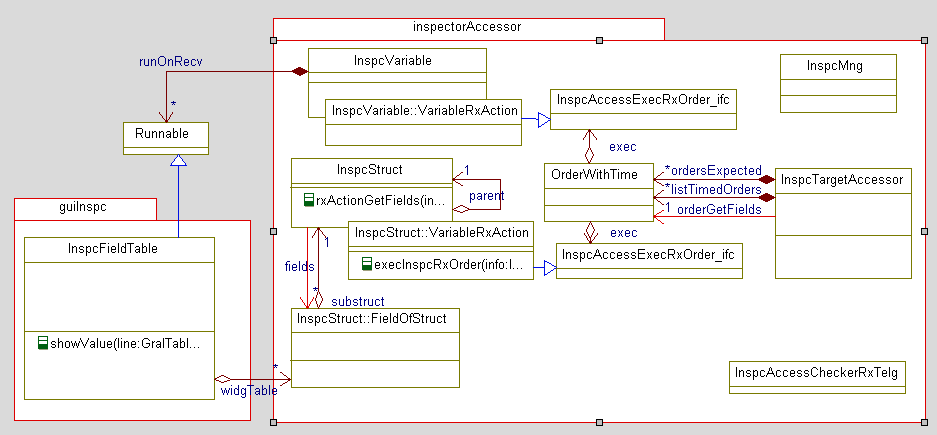 inspectorAccessor
runOnRecv
*
InspcVariable
InspcMng
InspcVariable::VariableRxAction
InspcAccessExecRxOrder_ifc
Runnable
exec
InspcStruct
1
parent
rxActionGetFields(in...
OrderWithTime
*ordersExpected
*listTimedOrders
1 orderGetFields
InspcTargetAccessor
guiInspc
InspcFieldTable
InspcStruct::VariableRxAction
exec
1
fields
execInspcRxOrder(info:I...
InspcAccessExecRxOrder_ifc
*
substruct
InspcStruct::FieldOfStruct
showValue(line:GralTabl...
*
widgTable
InspcAccessCheckerRxTelg